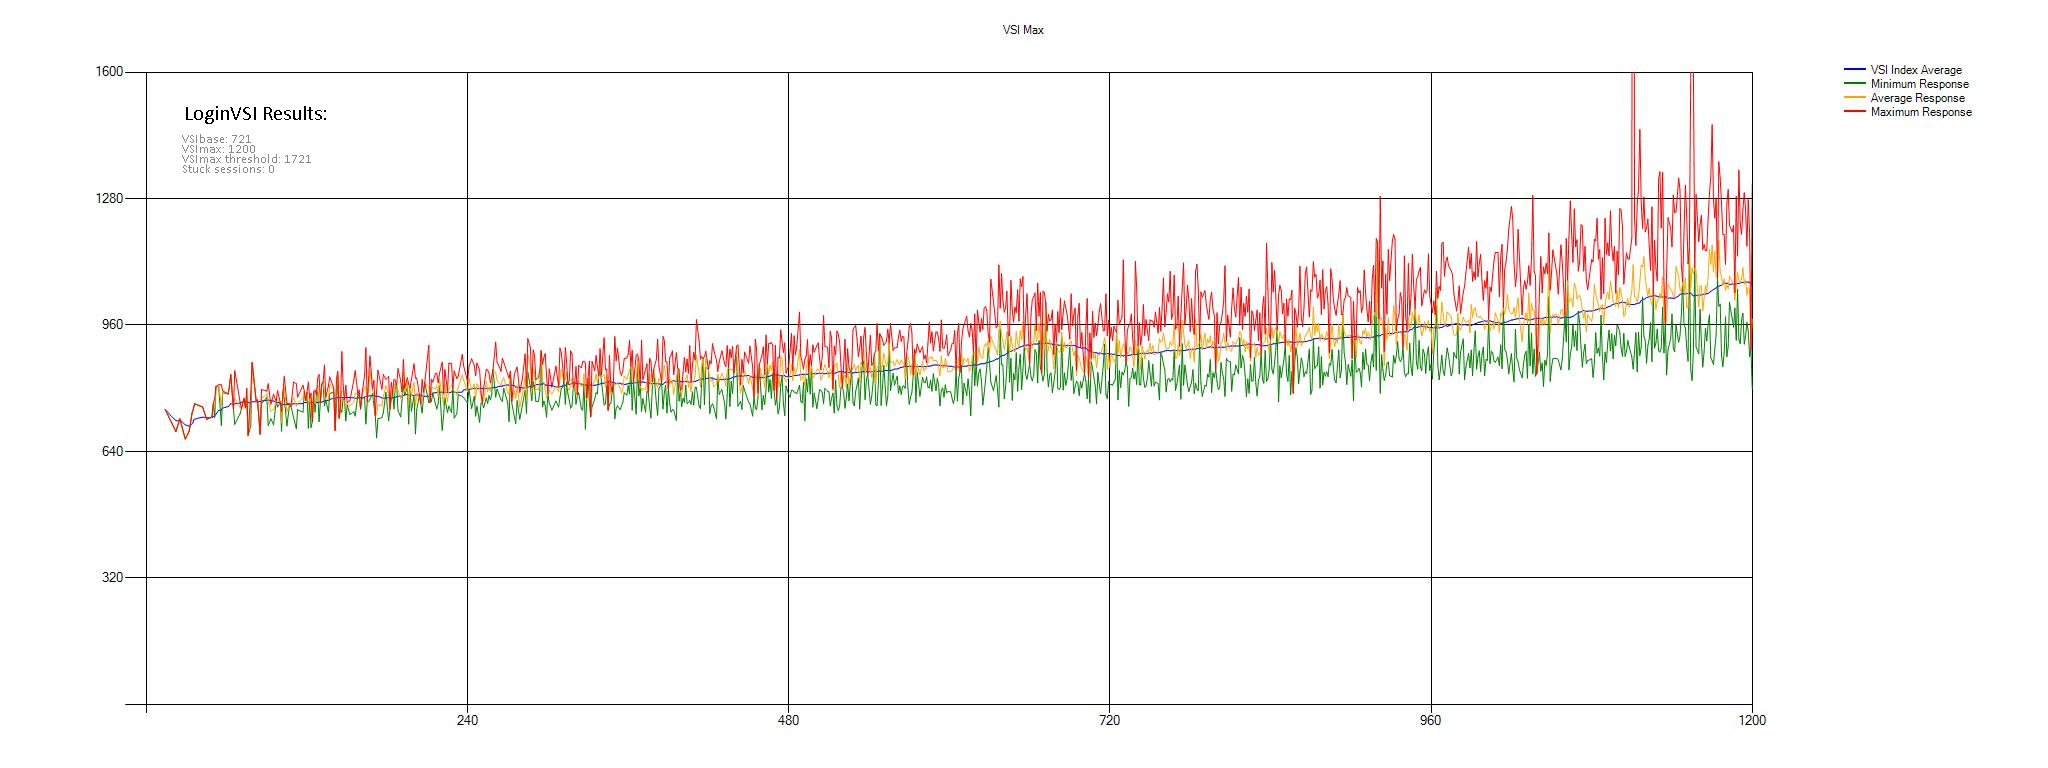 VSI Max
1600
1280
960
640
320
240
480
720
960
1200
LoginVSI Results:
VSIbase: 721
VSImax: 1200
VSImax threshold: 1721
Stuck sessions: 0
VSI Index Average
Minimum Response
Average Response
Maximum Response